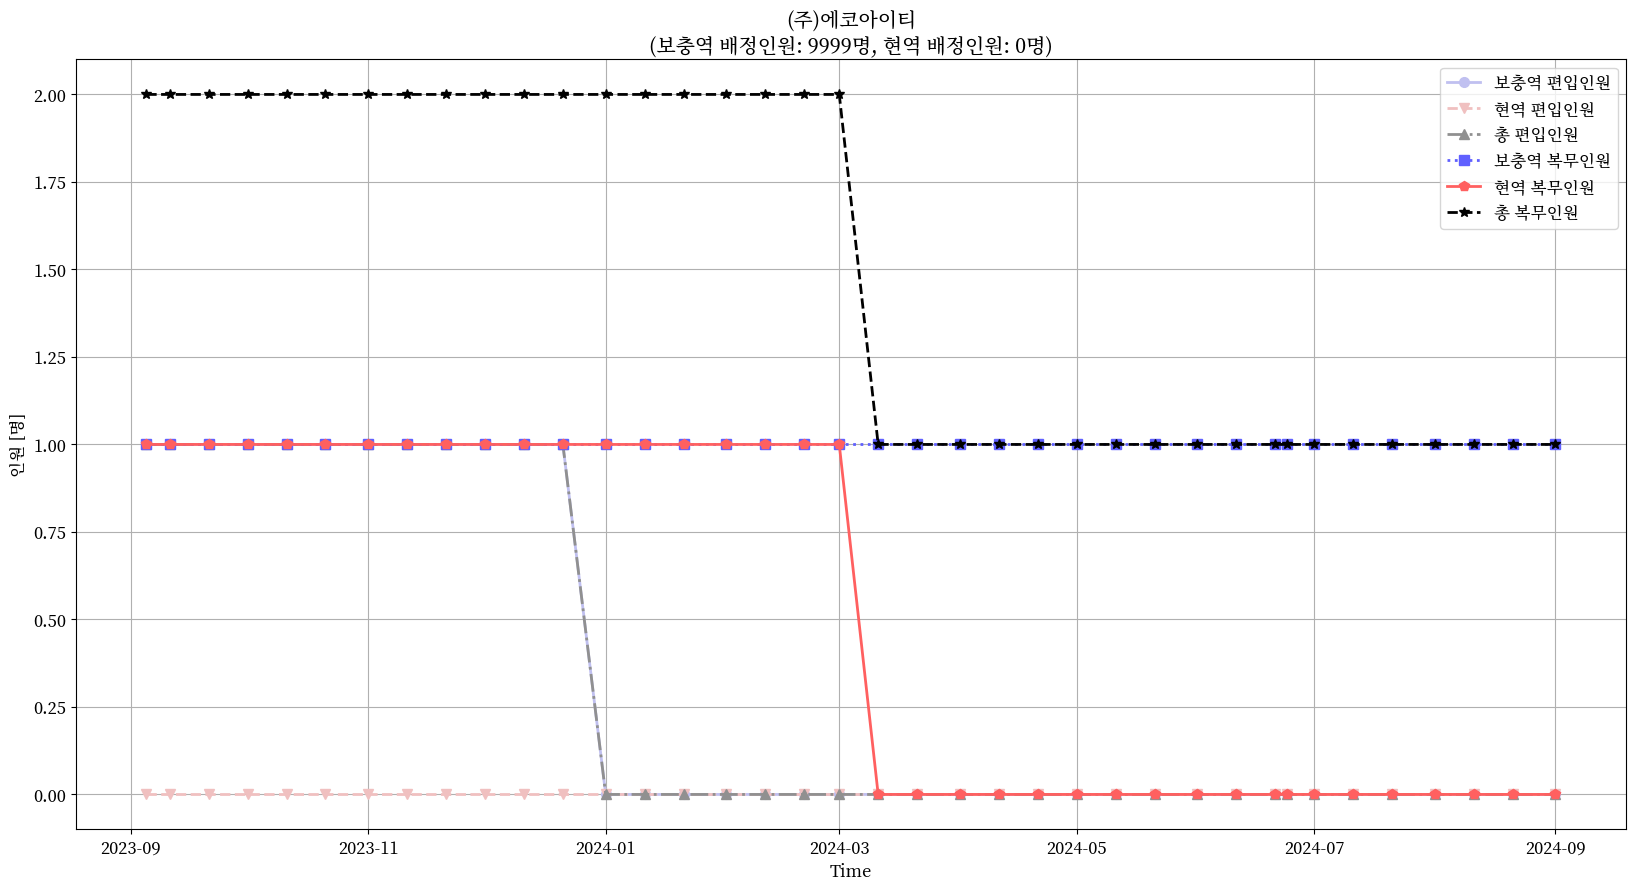 (주)에코아이티
(보충역 배정인원: 9999명, 현역 배정인원: 0명)
보충역 편입인원
현역 편입인원
총 편입인원
보충역 복무인원
현역 복무인원
총 복무인원
인원 [명]
2.00
1.75
1.50
1.25
1.00
0.75
0.50
0.25
0.00
2023-09 2023-11 2024-01 2024-03 2024-05 2024-07 2024-09
Time